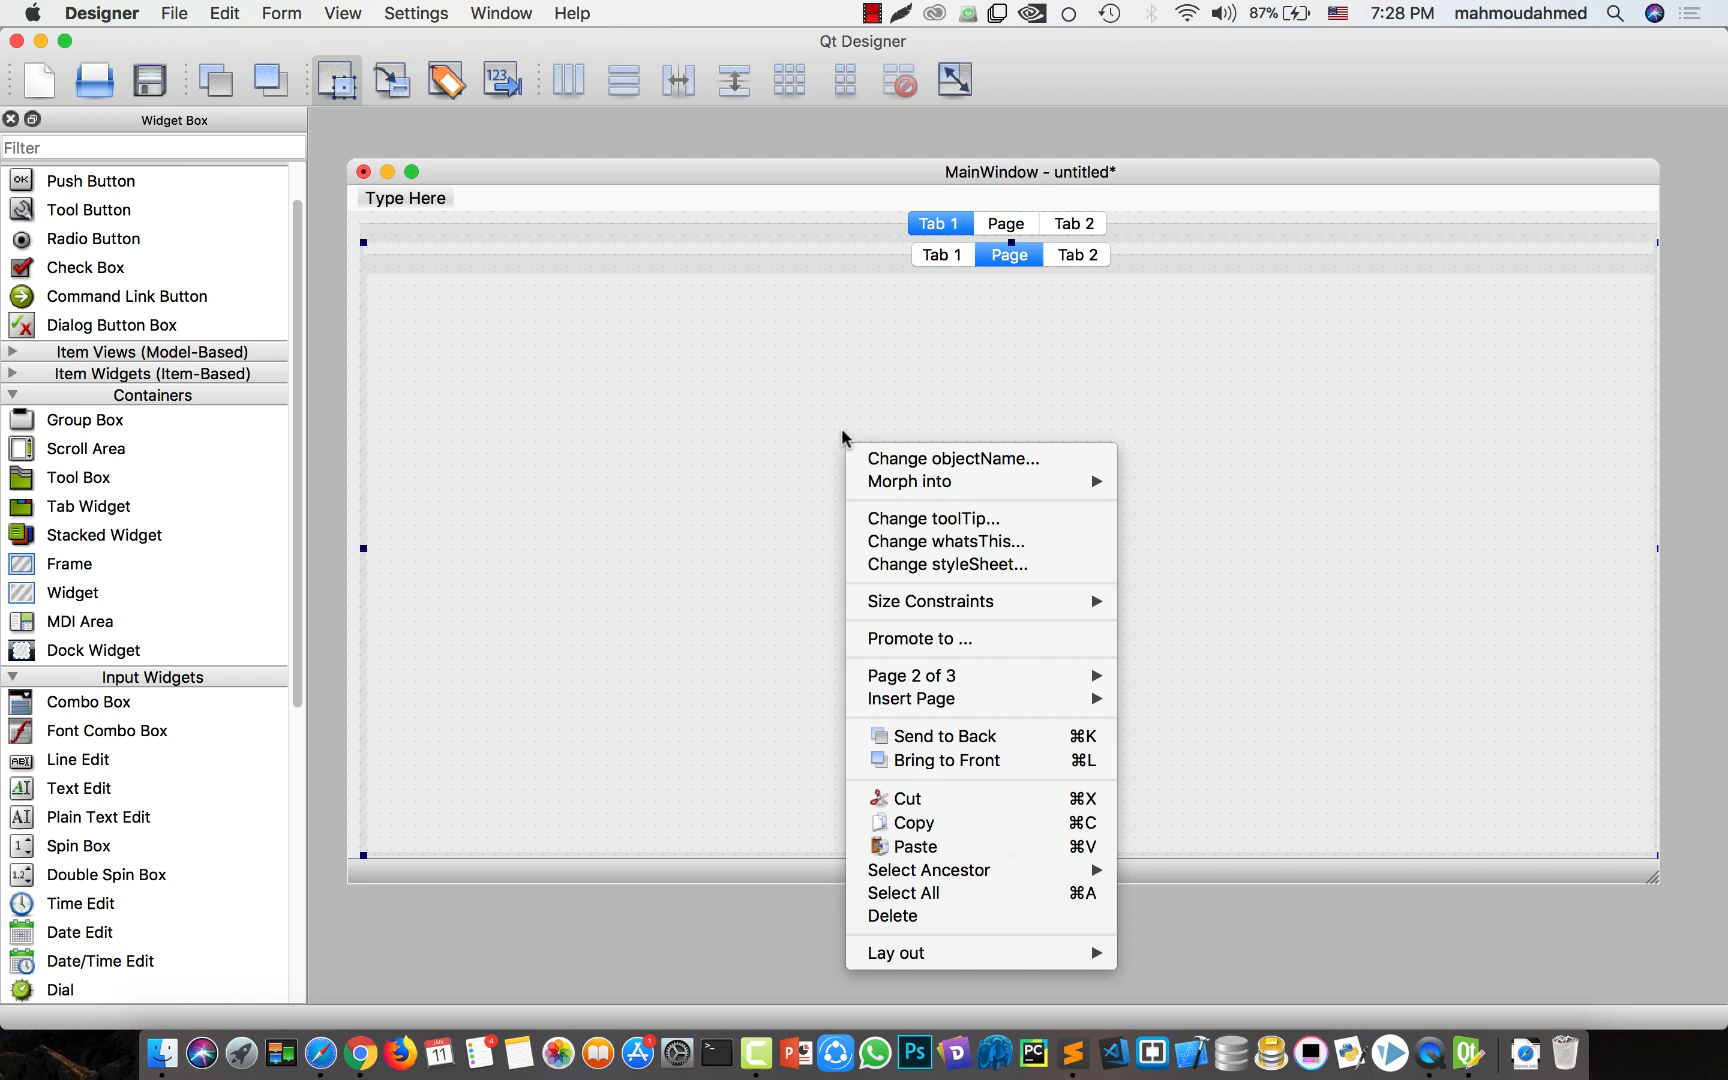 Designer File Edit Form View Settings Window Help 87% 7:28 PM mahmoudahmed
Qt Designer
Widget Box
Filter
Push Button
Tool Button
Radio Button
Check Box
Command Link Button
Dialog Button Box
Item Views (Model-Based)
Item Widgets (Item-Based)
Containers
Group Box
Scroll Area
Tool Box
Tab Widget
Stacked Widget
Frame
Widget
MDI Area
Dock Widget
Input Widgets
Combo Box
Font Combo Box
Line Edit
Text Edit
Plain Text Edit
Spin Box
Double Spin Box
Time Edit
Date Edit
Date/Time Edit
Dial
MainWindow - untitled*
Type Here
Tab 1 Page Tab 2
Tab 1 Page Tab 2
Change objectName...
Morph into
Change toolTip...
Change whatsThis...
Change styleSheet...
Size Constraints
Promote to ...
Page 2 of 3
Insert Page
Send to Back ⌘K
Bring to Front ⌘L
Cut ⌘X
Copy ⌘C
Paste ⌘V
Select Ancestor
Select All ⌘A
Delete
Lay out